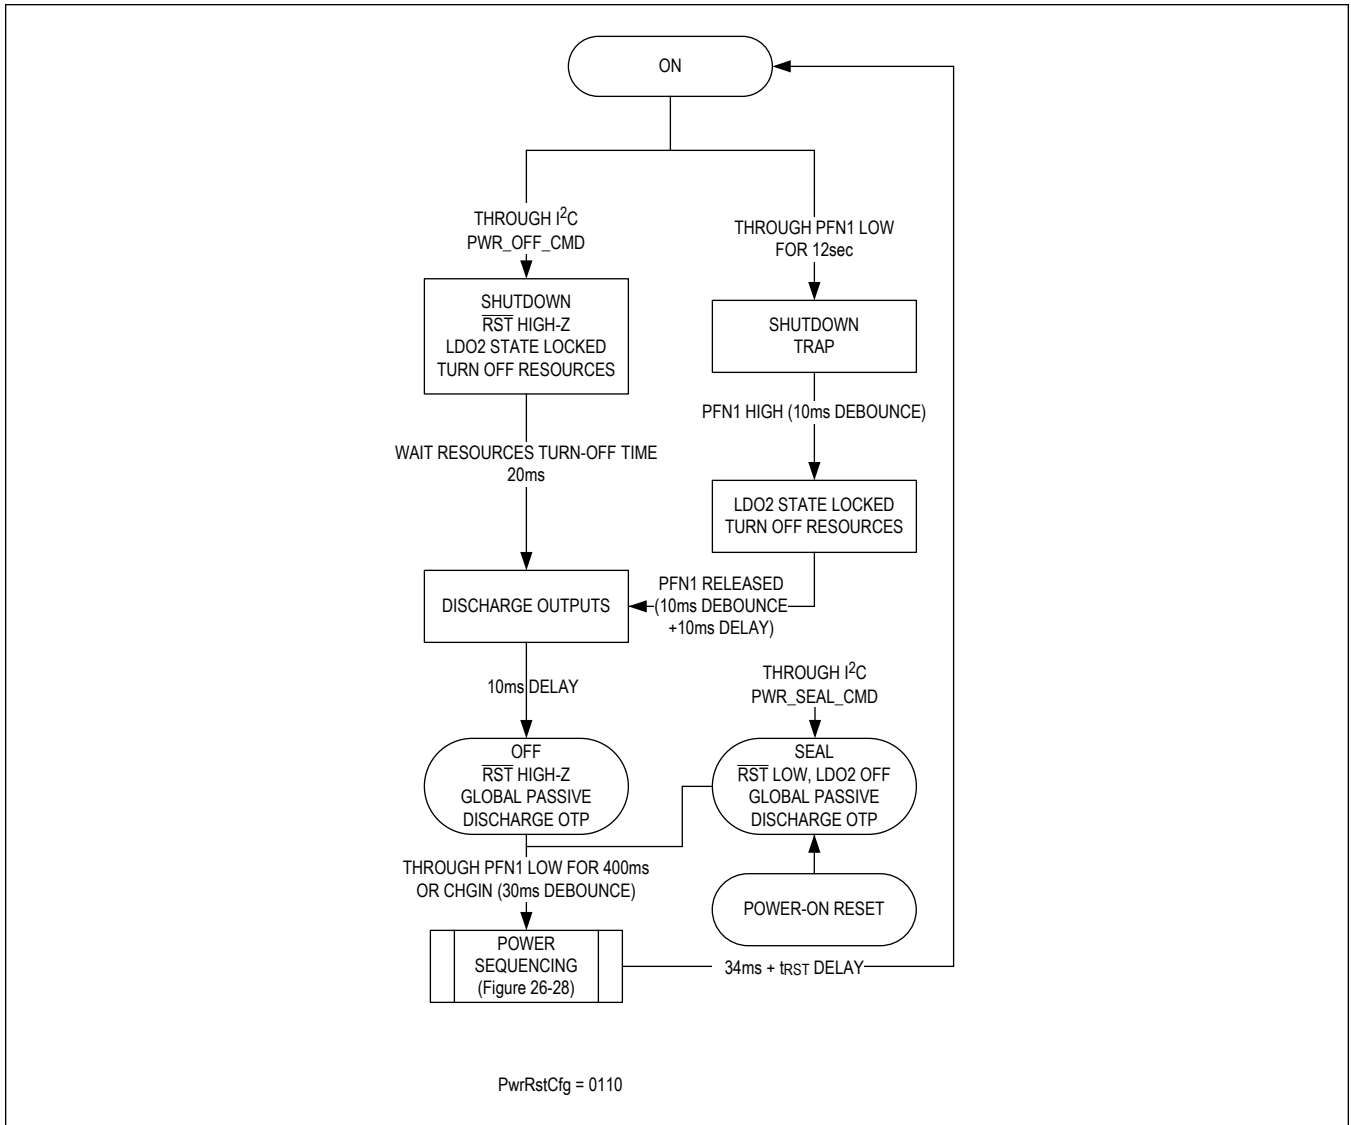 ON
THROUGH I²C
PWR_OFF_CMD
THROUGH PFN1 LOW
FOR 12sec
SHUTDOWN
RST HIGH-Z
LDO2 STATE LOCKED
TURN OFF RESOURCES
SHUTDOWN
TRAP
PFN1 HIGH (10ms DEBOUNCE)
WAIT RESOURCES TURN-OFF TIME
20ms
LDO2 STATE LOCKED
TURN OFF RESOURCES
DISCHARGE OUTPUTS
PFN1 RELEASED
(10ms DEBOUNCE
+10ms DELAY)
10ms DELAY
THROUGH I²C
PWR_SEAL_CMD
OFF
RST HIGH-Z
GLOBAL PASSIVE
DISCHARGE OTP
SEAL
RST LOW, LDO2 OFF
GLOBAL PASSIVE
DISCHARGE OTP
THROUGH PFN1 LOW FOR 400ms
OR CHGIN (30ms DEBOUNCE)
POWER-ON RESET
POWER
SEQUENCING
(Figure 26-28)
34ms + tRST DELAY
PwrRstCfg = 0110